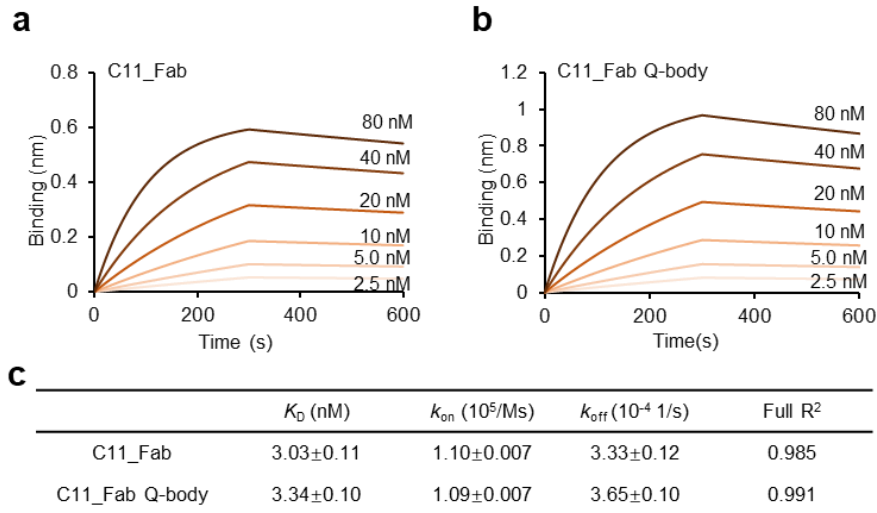 a
C11_Fab
0.8
0.6
0.4
0.2
0
Binding (nm)
80 nM
40 nM
20 nM
10 nM
5.0 nM
2.5 nM
0 200 400 600
Time (s)
b
C11_Fab Q-body
1.2
1
0.8
0.6
0.4
0.2
0
Binding (nm)
80 nM
40 nM
20 nM
10 nM
5.0 nM
2.5 nM
0 200 400 600
Time(s)
c
K_D (nM) k_on (10⁵/Ms) k_off (10⁻⁴ 1/s) Full R²
C11_Fab 3.03±0.11 1.10±0.007 3.33±0.12 0.985
C11_Fab Q-body 3.34±0.10 1.09±0.007 3.65±0.10 0.991